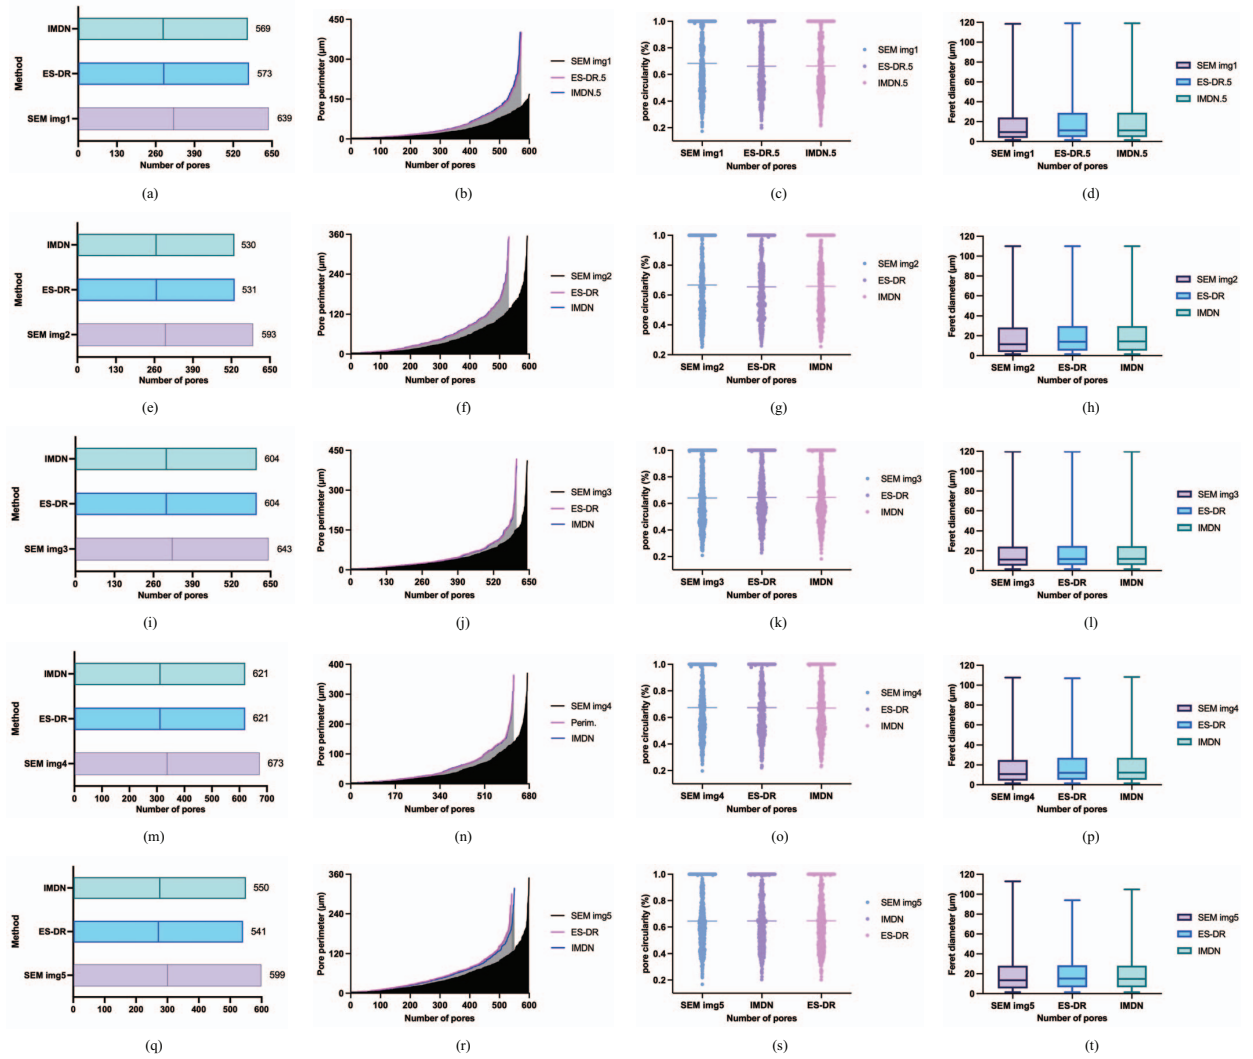 IMDN
ES-DR
SEM img1
569
573
639
Method
0 130 260 390 520 650
Number of pores
(a)
Pore perimeter (µm)
450
300
150
0
0 100 200 300 400 500 600
Number of pores
SEM img1
ES-DR.5
IMDN.5
(b)
pore circularity (%)
1.0
0.8
0.6
0.4
0.2
SEM img1 ES-DR.5 IMDN.5
Number of pores
SEM img1
ES-DR.5
IMDN.5
(c)
Feret diameter (µm)
120
100
80
60
40
20
0
SEM img1 ES-DR.5 IMDN.5
Number of pores
SEM img1
ES-DR.5
IMDN.5
(d)
IMDN
ES-DR
SEM img2
530
531
593
Method
0 130 260 390 520 650
Number of pores
(e)
Pore perimeter (µm)
360
240
120
0
0 100 200 300 400 500 600
Number of pores
SEM img2
ES-DR
IMDN
(f)
pore circularity (%)
1.0
0.8
0.6
0.4
0.2
SEM img2 ES-DR IMDN
Number of pores
SEM img2
ES-DR
IMDN
(g)
Feret diameter (µm)
120
100
80
60
40
20
0
SEM img2 ES-DR IMDN
Number of pores
SEM img2
ES-DR
IMDN
(h)
IMDN
ES-DR
SEM img3
604
604
643
Method
0 130 260 390 520 650
Number of pores
(i)
Pore perimeter (µm)
450
300
150
0
0 130 260 390 520 650
Number of pores
SEM img3
ES-DR
IMDN
(j)
pore circularity (%)
1.0
0.8
0.6
0.4
0.2
SEM img3 ES-DR IMDN
Number of pores
SEM img3
ES-DR
IMDN
(k)
Feret diameter (µm)
120
100
80
60
40
20
0
SEM img3 ES-DR IMDN
Number of pores
SEM img3
ES-DR
IMDN
(l)
IMDN
ES-DR
SEM img4
621
621
673
Method
0 100 200 300 400 500 600 700
Number of pores
(m)
Pore perimeter (µm)
400
300
200
100
0
0 170 340 510 680
Number of pores
SEM img4
Perim.
IMDN
(n)
pore circularity (%)
1.0
0.8
0.6
0.4
0.2
SEM img4 ES-DR IMDN
Number of pores
SEM img4
ES-DR
IMDN
(o)
Feret diameter (µm)
120
100
80
60
40
20
0
SEM img4 ES-DR IMDN
Number of pores
SEM img4
ES-DR
IMDN
(p)
IMDN
ES-DR
SEM img5
550
541
599
Method
0 100 200 300 400 500 600
Number of pores
(q)
Pore perimeter (µm)
360
240
120
0
0 100 200 300 400 500 600
Number of pores
SEM img5
ES-DR
IMDN
(r)
pore circularity (%)
1.0
0.8
0.6
0.4
0.2
SEM img5 IMDN ES-DR
Number of pores
SEM img5
IMDN
ES-DR
(s)
Feret diameter (µm)
120
100
80
60
40
20
0
SEM img5 ES-DR IMDN
Number of pores
SEM img5
ES-DR
IMDN
(t)